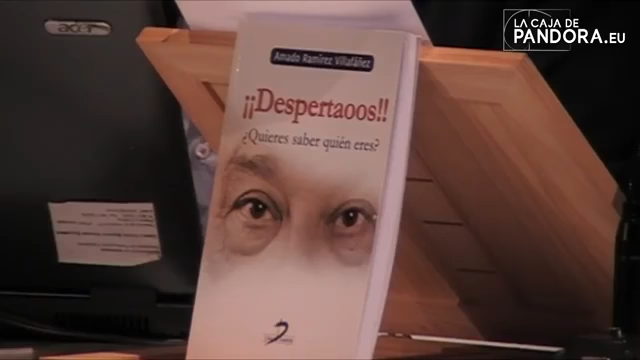 acer
LA CAJA DE
PANDORA.EU
Amado Ramírez Villafáñez
¡¡Despertaoos!!
¿Quieres saber quién eres?